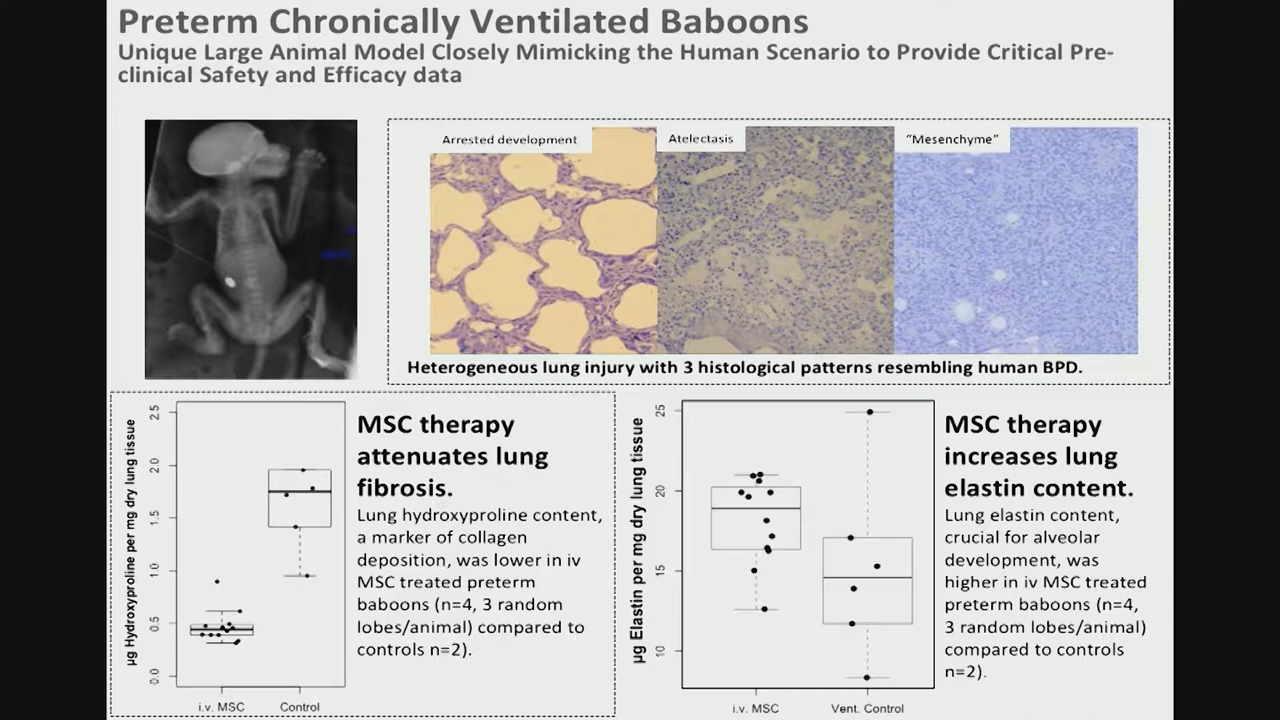 Preterm Chronically Ventilated Baboons
Unique Large Animal Model Closely Mimicking the Human Scenario to Provide Critical Pre-
clinical Safety and Efficacy data
Arrested development
Atelectasis
“Mesenchyme”
Heterogeneous lung injury with 3 histological patterns resembling human BPD.
µg Hydroxyproline per mg dry lung tissue
2.5
2.0
1.5
1.0
0.5
0.0
i.v. MSC
Control
MSC therapy
attenuates lung
fibrosis.
Lung hydroxyproline content,
a marker of collagen
deposition, was lower in iv
MSC treated preterm
baboons (n=4, 3 random
lobes/animal) compared to
controls n=2).
µg Elastin per mg dry lung tissue
25
20
15
10
i.v. MSC
Vent. Control
MSC therapy
increases lung
elastin content.
Lung elastin content,
crucial for alveolar
development, was
higher in iv MSC treated
preterm baboons (n=4,
3 random lobes/animal)
compared to controls
n=2).